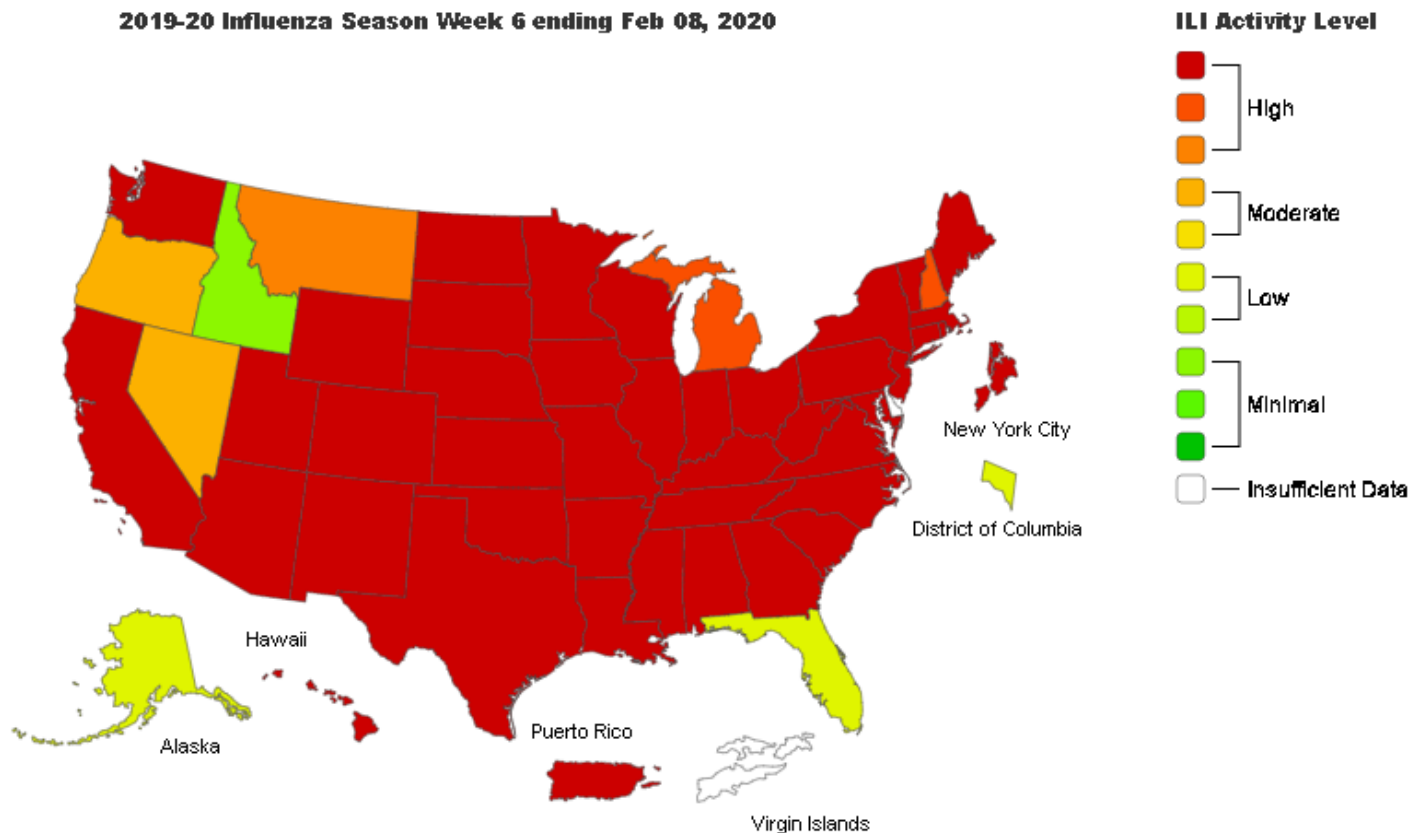 2019-20 Influenza Season Week 6 ending Feb 08, 2020
ILI Activity Level
High
Moderate
Low
Minimal
Insufficient Data
New York City
District of Columbia
Hawaii
Alaska
Puerto Rico
Virgin Islands